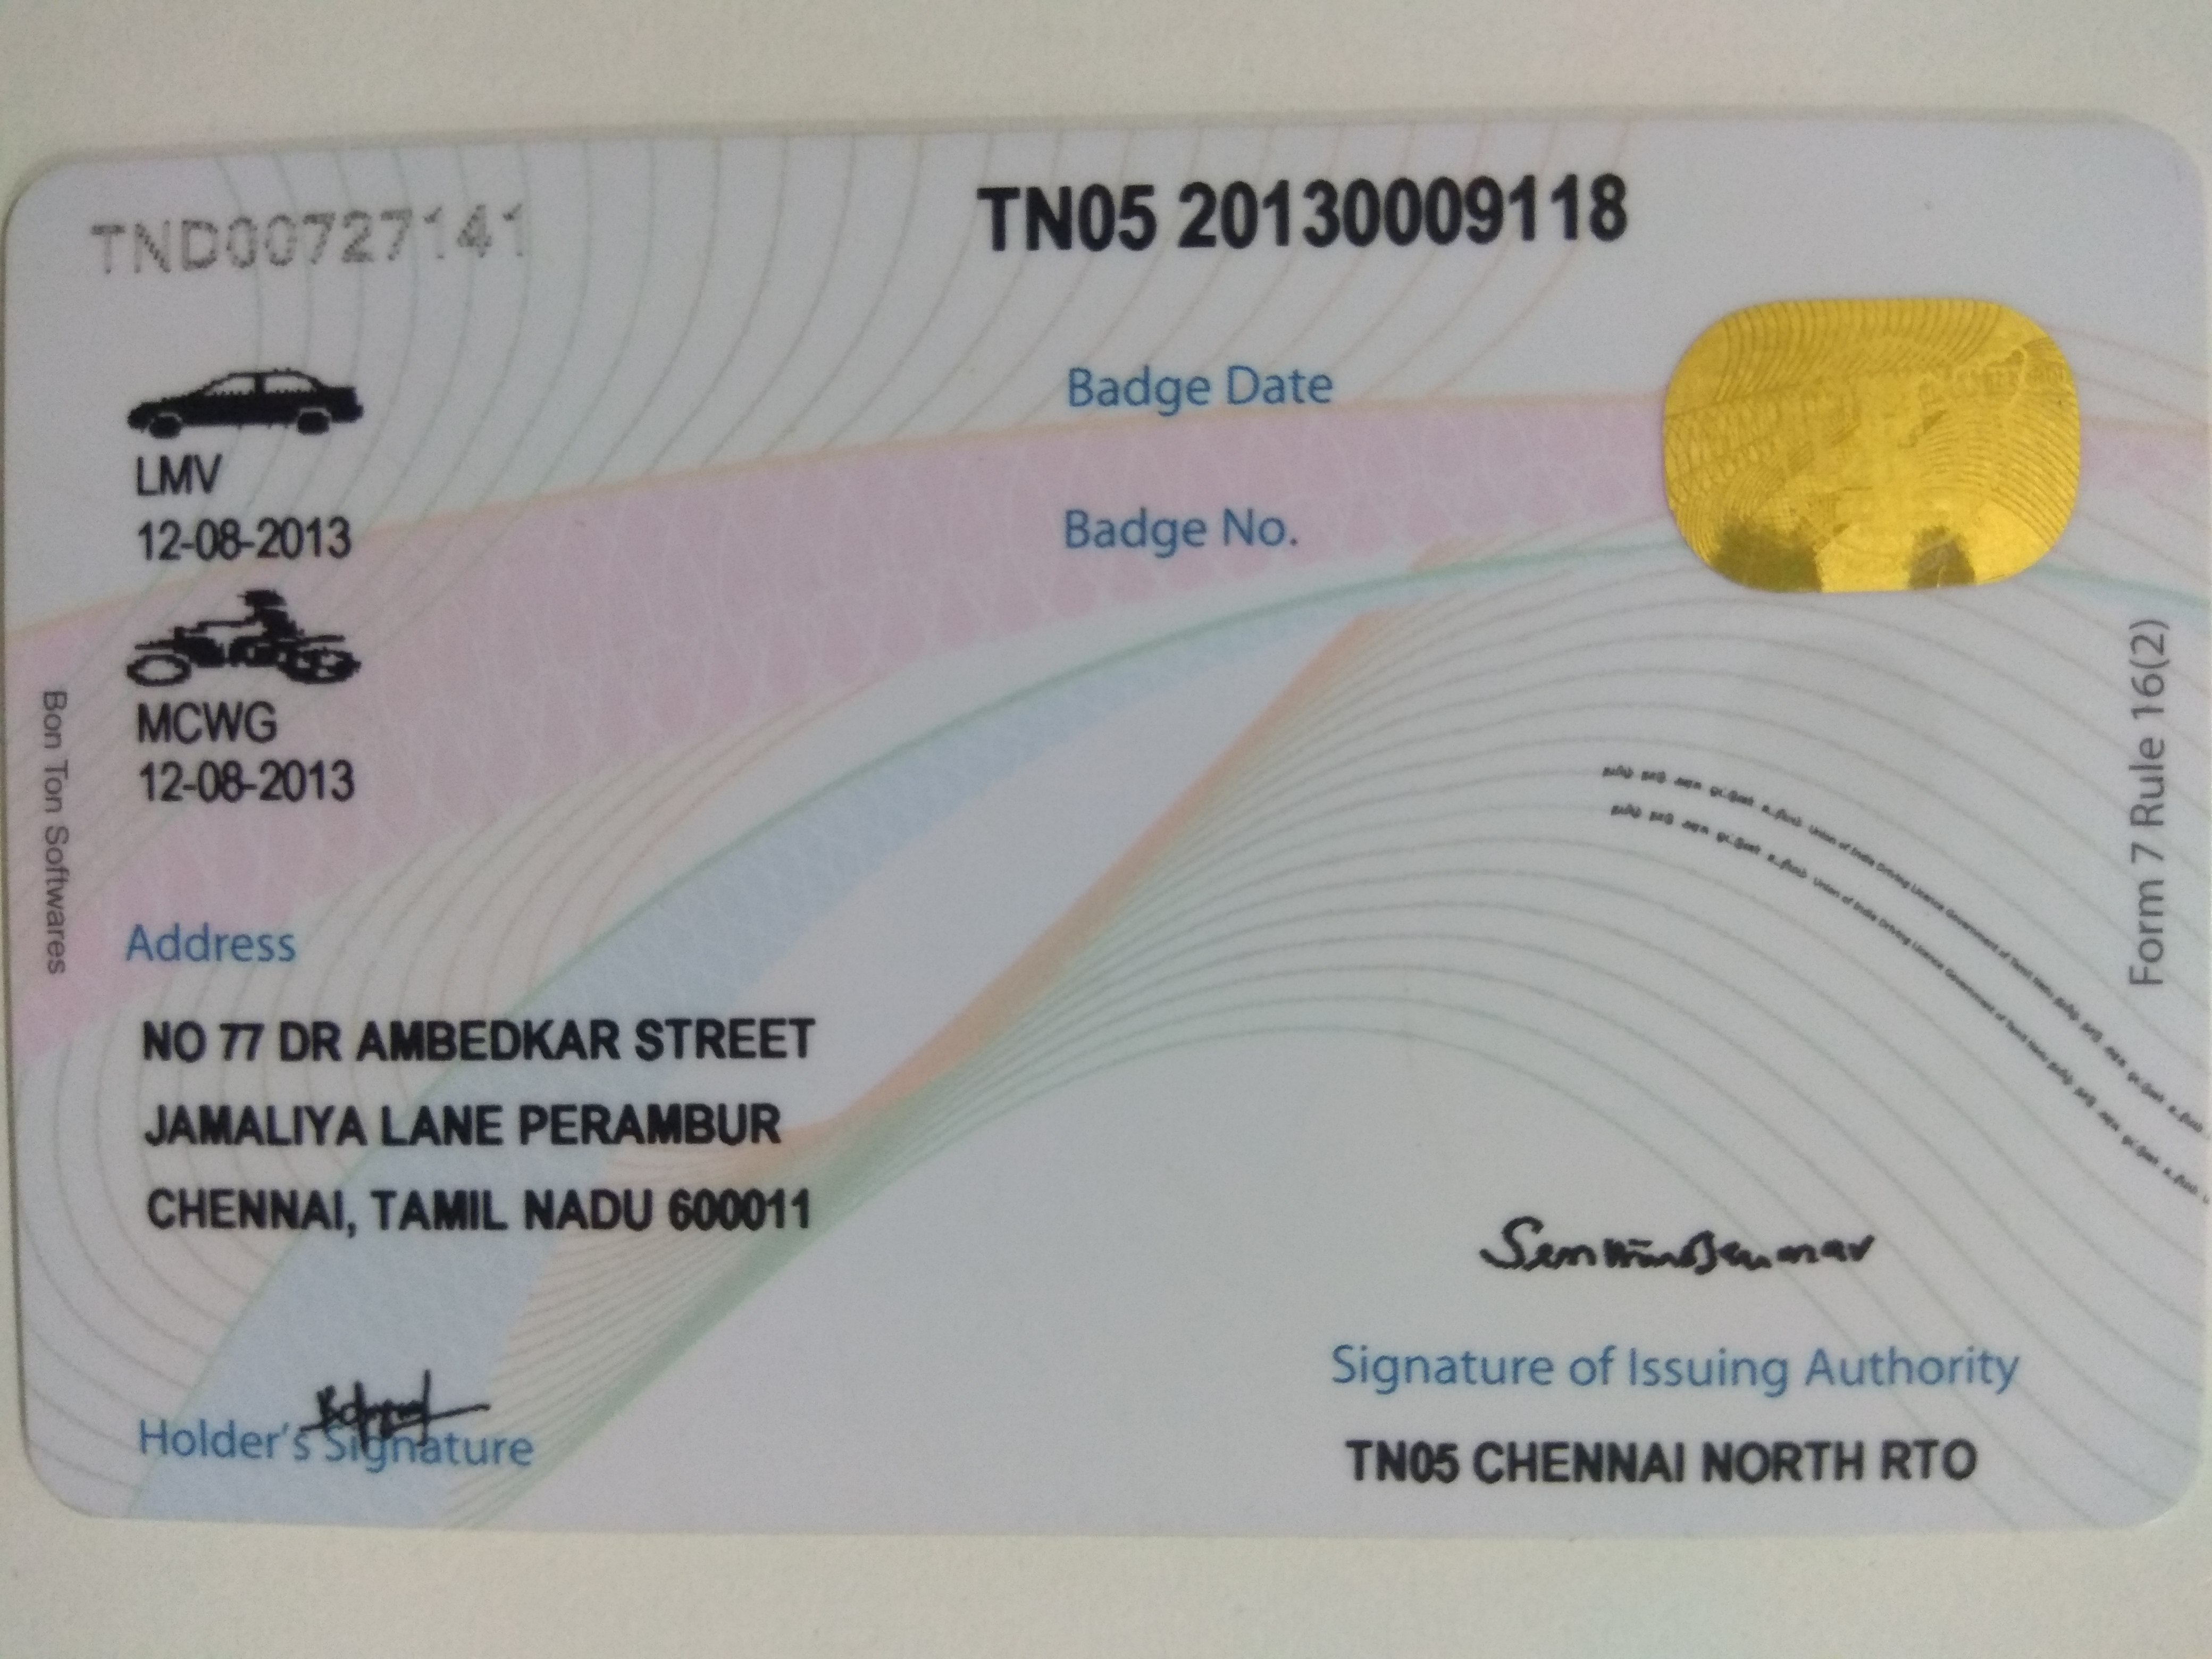 TND00727141
TN05 20130009118
Badge Date
LMV
12-08-2013
Badge No.
MCWG
12-08-2013
Bon Ton Softwares
Form 7 Rule 16(2)
Address
NO 77 DR AMBEDKAR STREET
JAMALIYA LANE PERAMBUR
CHENNAI, TAMIL NADU 600011
Holder's Signature
Signature of Issuing Authority
TN05 CHENNAI NORTH RTO